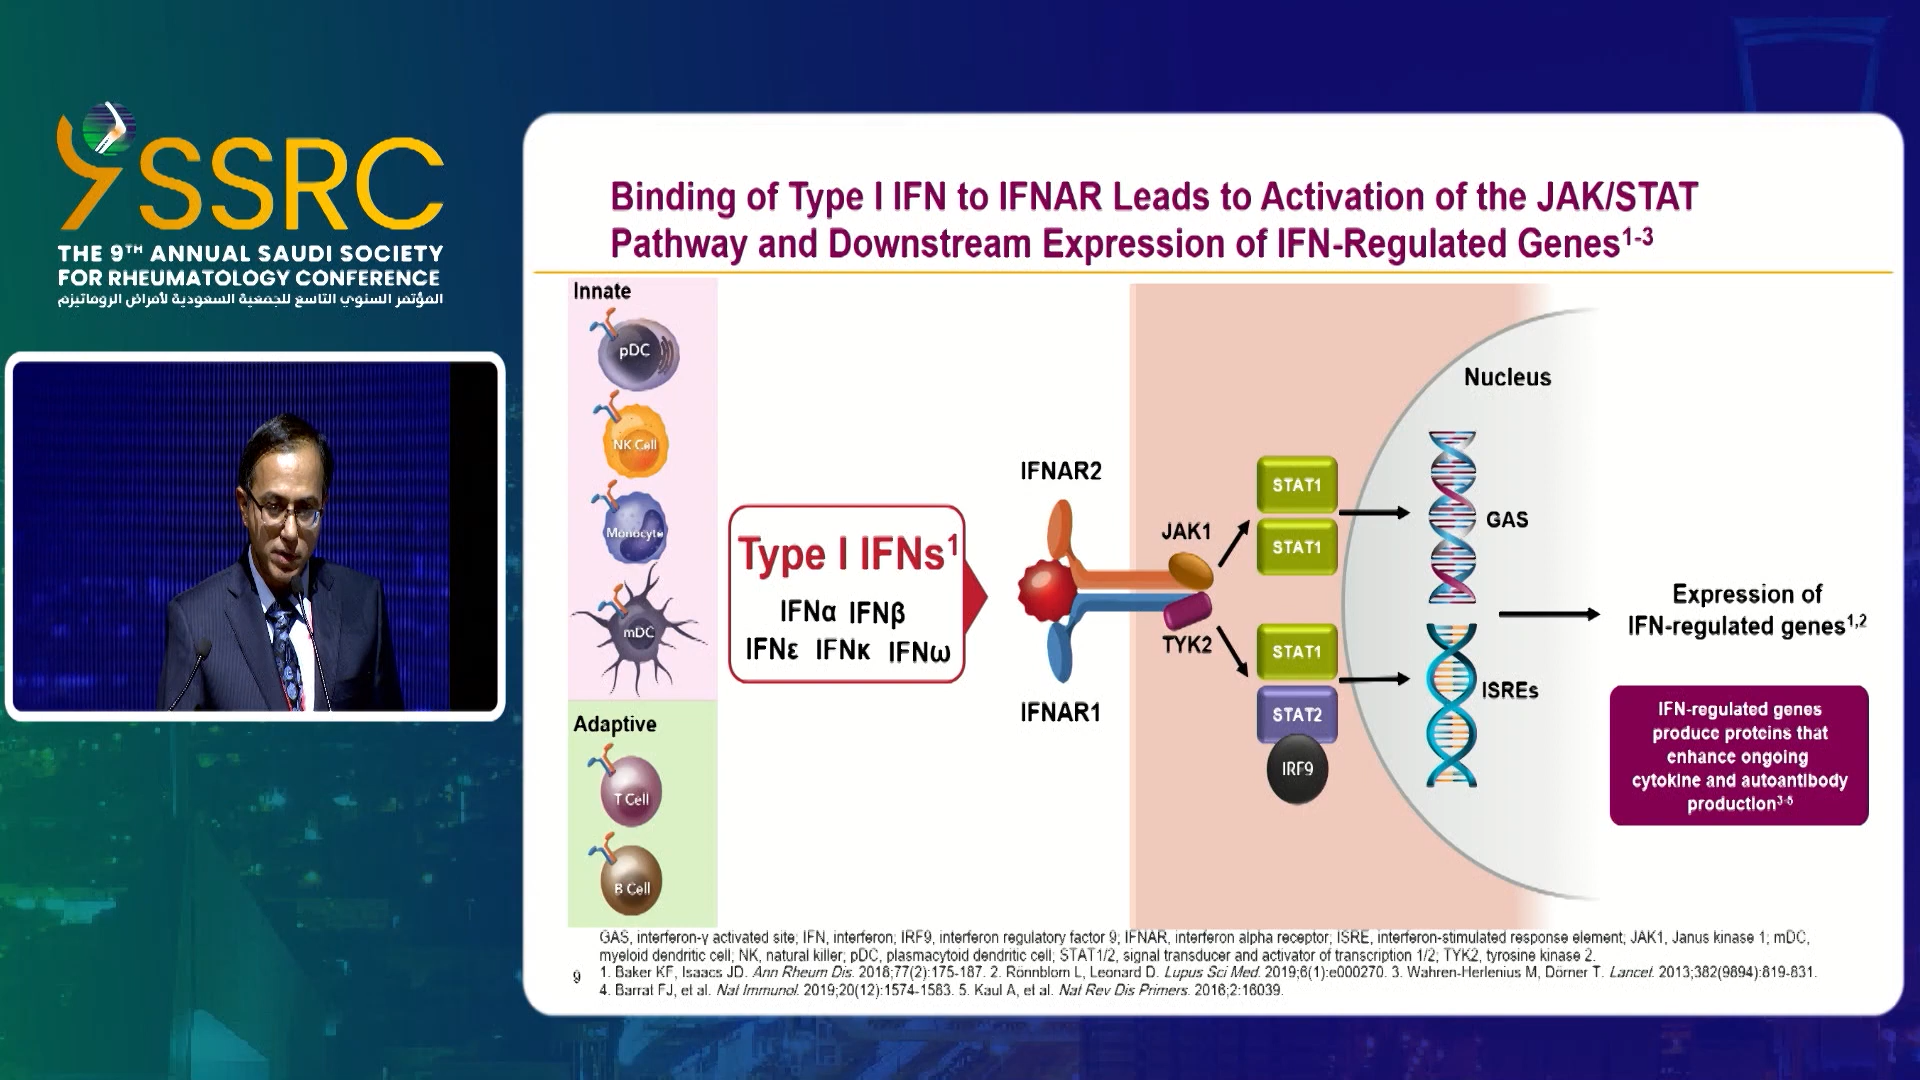 SSRC
THE 9TH ANNUAL SAUDI SOCIETY
FOR RHEUMATOLOGY CONFERENCE
المؤتمر السنوي التاسع للجمعية السعودية لأمراض الروماتيزم
Binding of Type I IFN to IFNAR Leads to Activation of the JAK/STAT
Pathway and Downstream Expression of IFN-Regulated Genes1-3
Innate
pDC
NK Cell
Monocyte
mDC
Adaptive
T Cell
B Cell
Type I IFNs1
IFNα IFNβ
IFNε IFNκ IFNω
IFNAR2
IFNAR1
JAK1
TYK2
STAT1
STAT1
STAT1
STAT2
IRF9
Nucleus
GAS
ISREs
Expression of
IFN-regulated genes1,2
IFN-regulated genes
produce proteins that
enhance ongoing
cytokine and autoantibody
production3-5
GAS, interferon-γ activated site; IFN, interferon; IRF9, interferon regulatory factor 9; IFNAR, interferon alpha receptor; ISRE, interferon-stimulated response element; JAK1, Janus kinase 1; mDC,
myeloid dendritic cell; NK, natural killer; pDC, plasmacytoid dendritic cell; STAT1/2, signal transducer and activator of transcription 1/2; TYK2, tyrosine kinase 2.
1. Baker KF, Isaacs JD. Ann Rheum Dis. 2018;77(2):175-187. 2. Rönnblom L, Leonard D. Lupus Sci Med. 2019;6(1):e000270. 3. Wahren-Herlenius M, Dörner T. Lancet. 2013;382(9894):819-831.
4. Barrat FJ, et al. Nat Immunol. 2019;20(12):1574-1583. 5. Kaul A, et al. Nat Rev Dis Primers. 2016;2:16039.
9